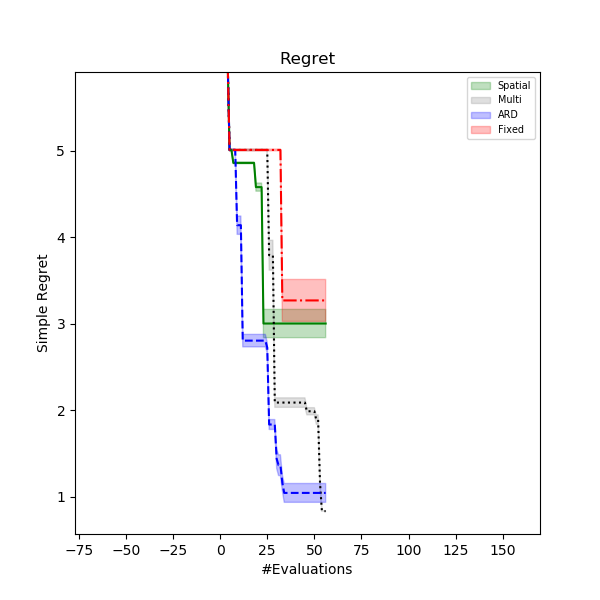 Regret
Spatial
Multi
ARD
Fixed
5
4
3
2
1
Simple Regret
−75 −50 −25 0 25 50 75 100 125 150
#Evaluations